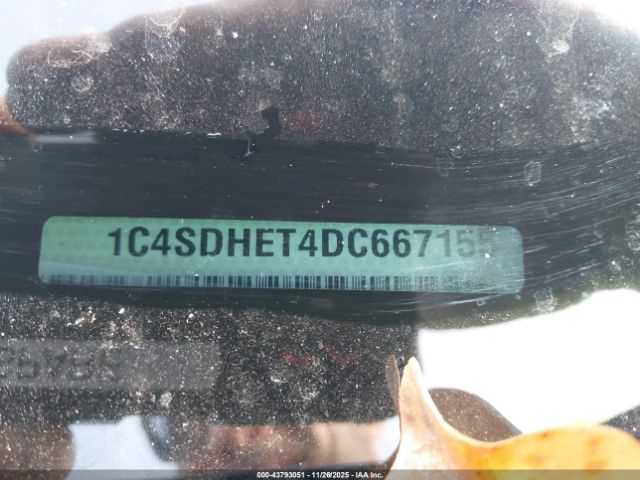 1C4SDHET4DC667155
000-43793051 - 11/26/2025 - IAA Inc.